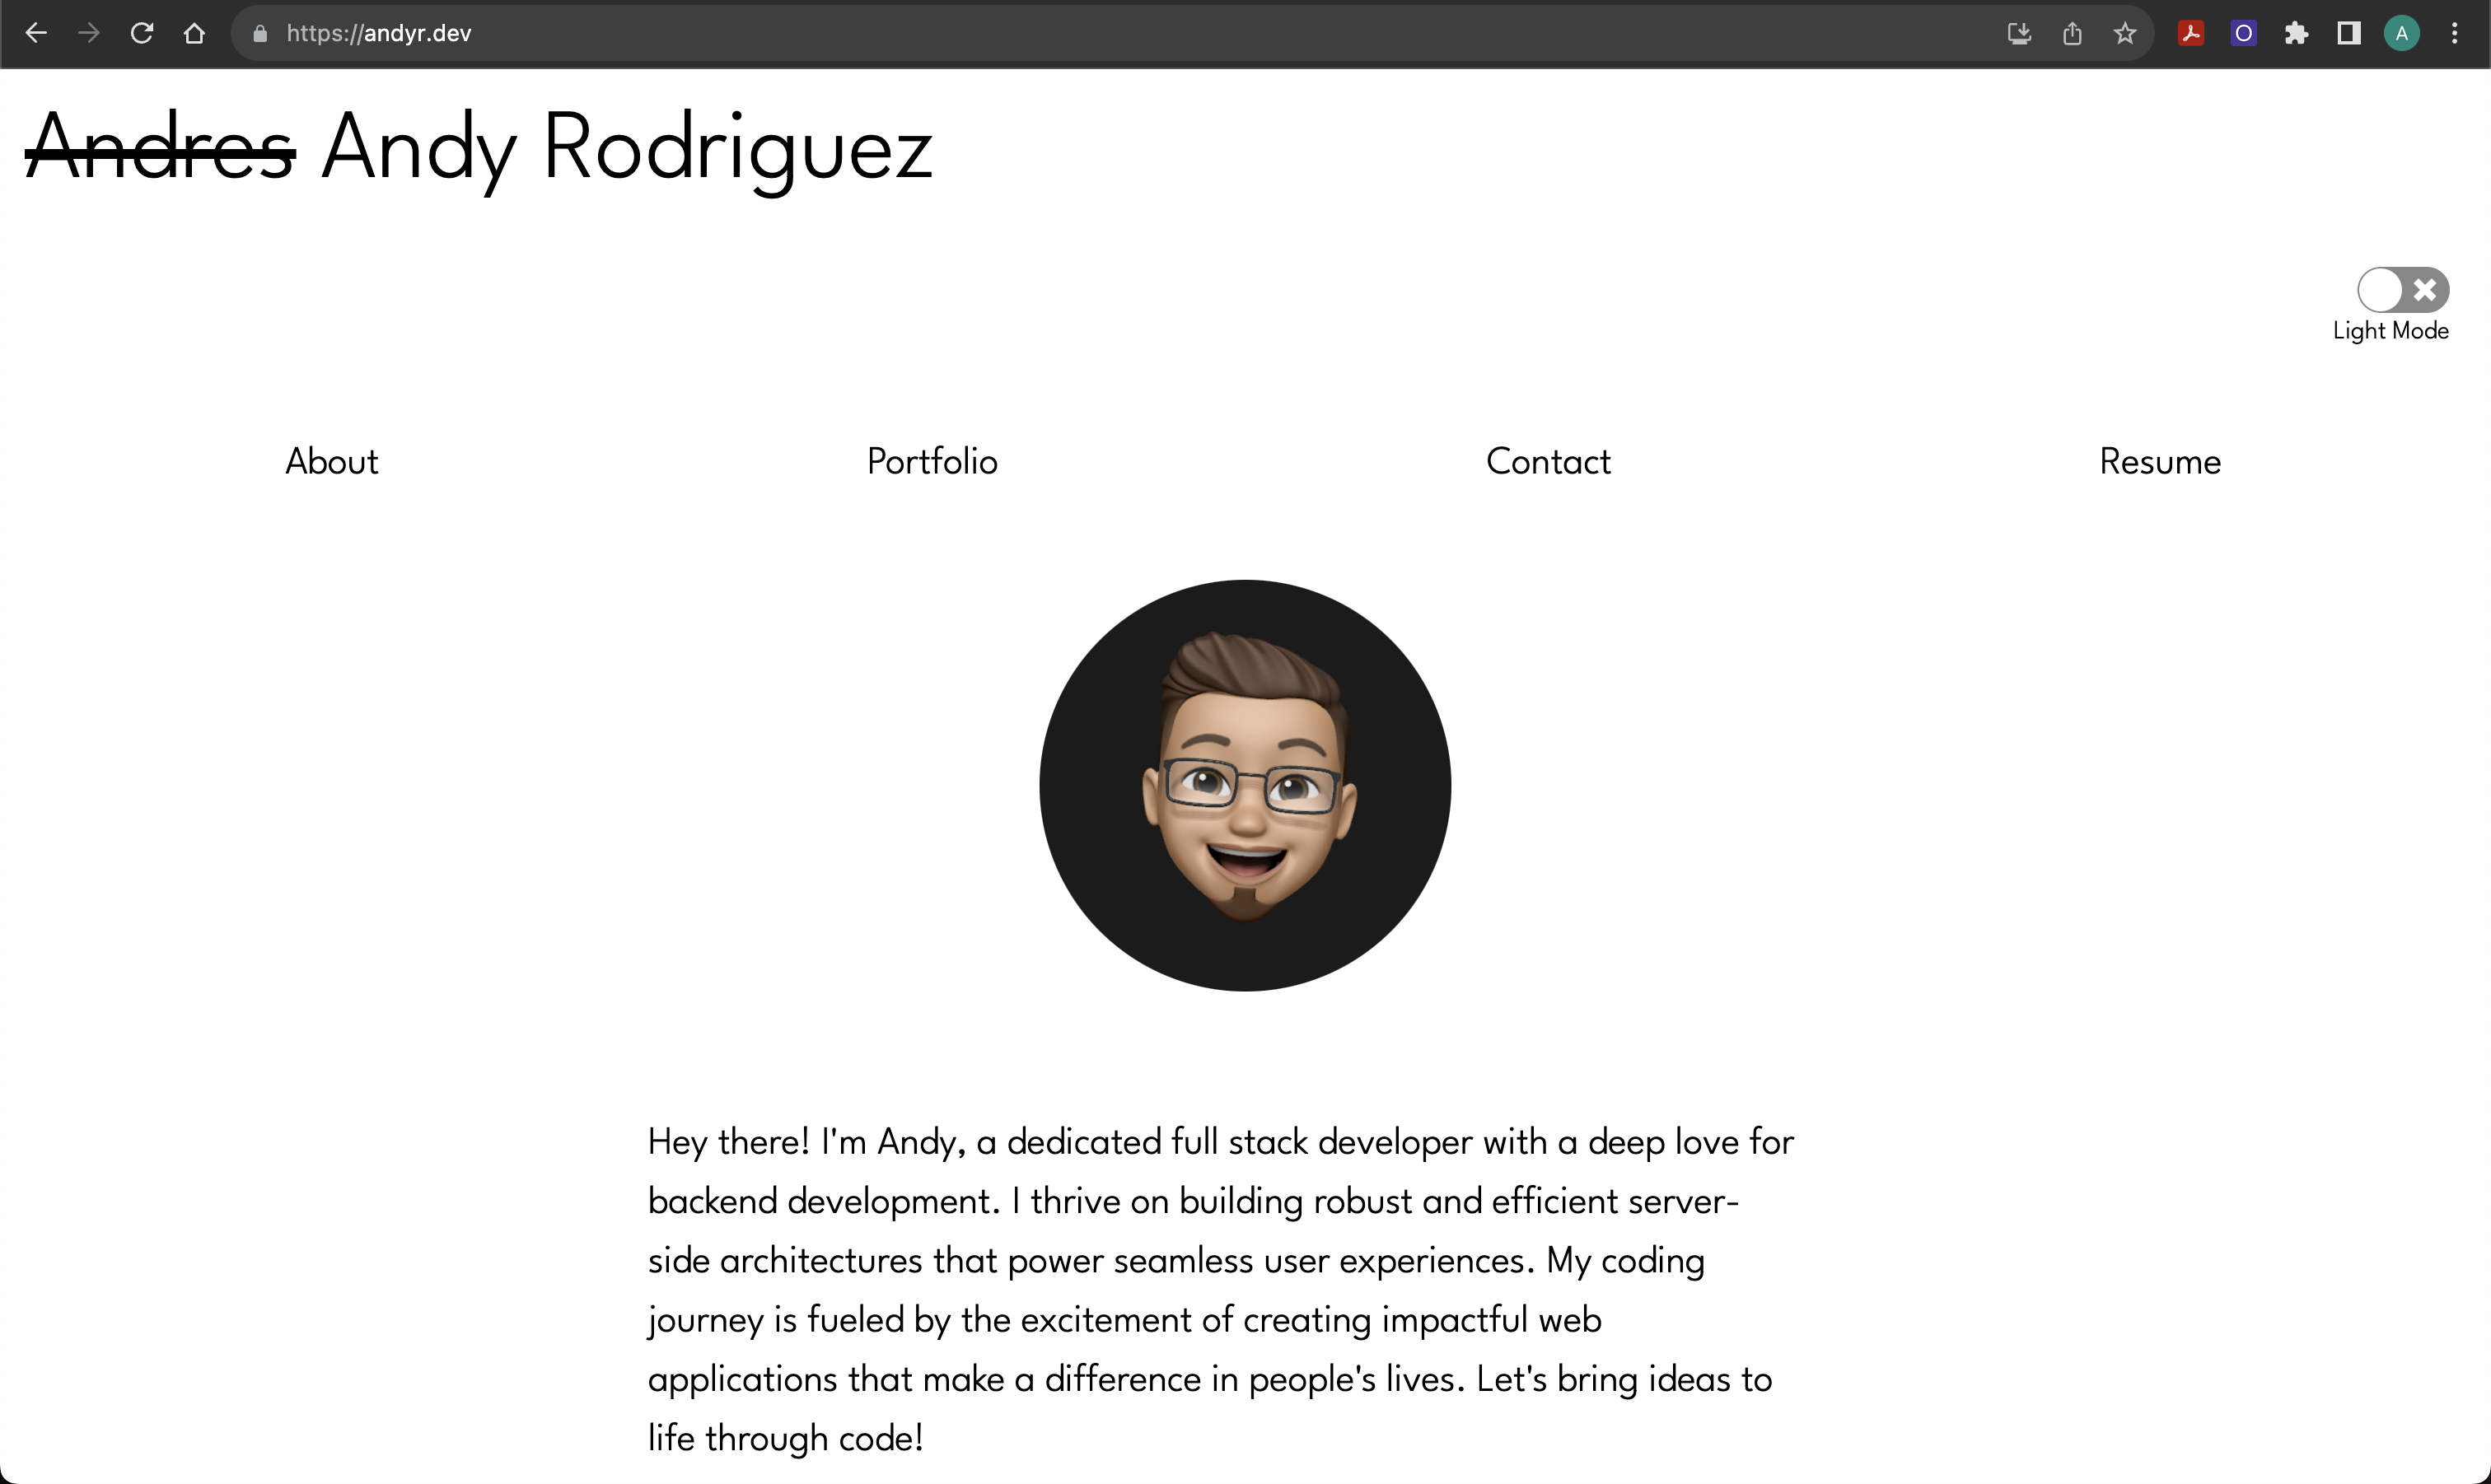 https://andyr.dev
O
A
Andres Andy Rodriguez
Light Mode
About Portfolio Contact Resume
Hey there! I'm Andy, a dedicated full stack developer with a deep love for
backend development. I thrive on building robust and efficient server-
side architectures that power seamless user experiences. My coding
journey is fueled by the excitement of creating impactful web
applications that make a difference in people's lives. Let's bring ideas to
life through code!